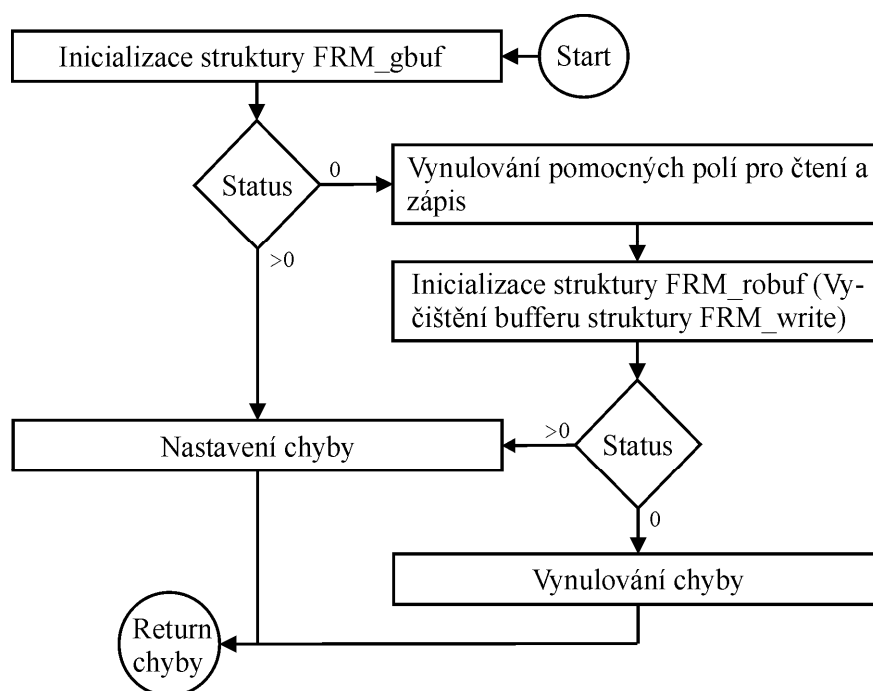 Inicializace struktury FRM_gbuf
Start
Status
0
>0
Vynulování pomocných polí pro čtení a
zápis
Inicializace struktury FRM_robuf (Vy-
čištění bufferu struktury FRM_write)
Nastavení chyby
>0
Status
0
Vynulování chyby
Return
chyby